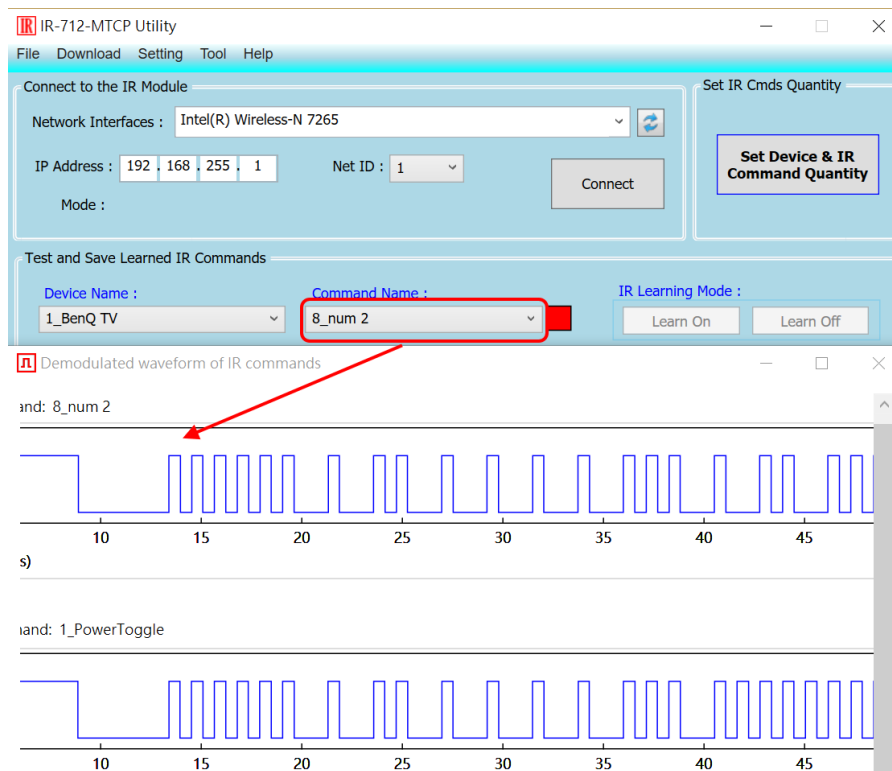 IR IR-712-MTCP Utility
File Download Setting Tool Help
Connect to the IR Module
Set IR Cmds Quantity
Network Interfaces : Intel(R) Wireless-N 7265
IP Address : 192 . 168 . 255 . 1 Net ID : 1
Connect
Set Device & IR
Command Quantity
Mode :
Test and Save Learned IR Commands
Device Name : Command Name : IR Learning Mode :
1_BenQ TV 8_num 2 Learn On Learn Off
Demodulated waveform of IR commands
and: 8_num 2
10 15 20 25 30 35 40 45
s)
nand: 1_PowerToggle
10 15 20 25 30 35 40 45